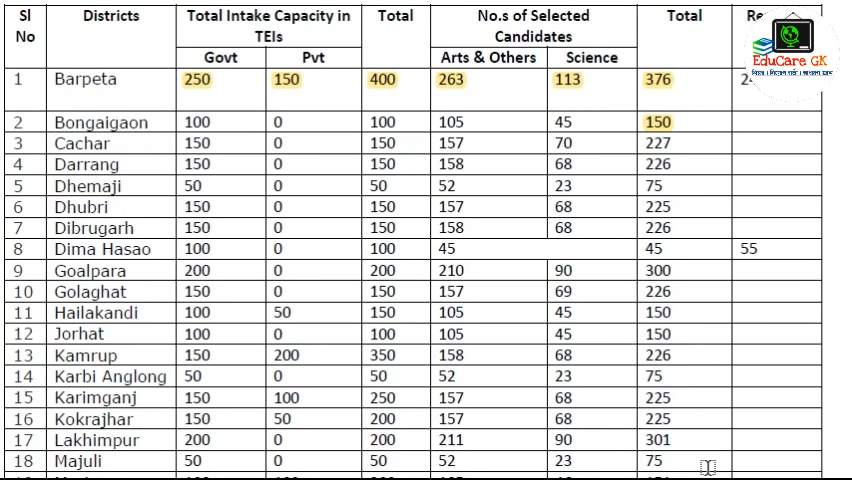 Sl No Districts Total Intake Capacity in TEIs Total No.s of Selected Candidates Total
Govt Pvt Arts & Others Science
EduCare GK
1 Barpeta 250 150 400 263 113 376
2 Bongaigaon 100 0 100 105 45 150
3 Cachar 150 0 150 157 70 227
4 Darrang 150 0 150 158 68 226
5 Dhemaji 50 0 50 52 23 75
6 Dhubri 150 0 150 157 68 225
7 Dibrugarh 150 0 150 158 68 226
8 Dima Hasao 100 0 100 45 45 55
9 Goalpara 200 0 200 210 90 300
10 Golaghat 150 0 150 157 69 226
11 Hailakandi 100 50 150 105 45 150
12 Jorhat 100 0 100 105 45 150
13 Kamrup 150 200 350 158 68 226
14 Karbi Anglong 50 0 50 52 23 75
15 Karimganj 150 100 250 157 68 225
16 Kokrajhar 150 50 200 157 68 225
17 Lakhimpur 200 0 200 211 90 301
18 Majuli 50 0 50 52 23 75